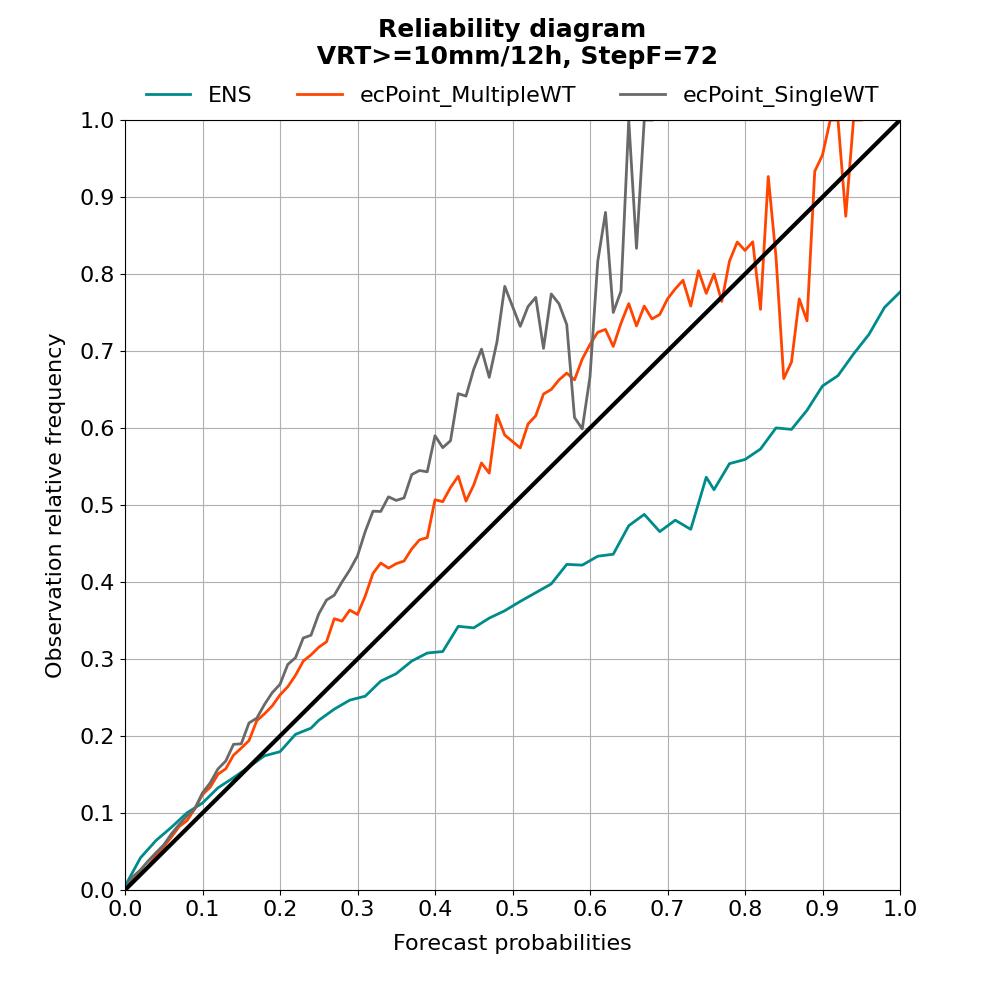 Reliability diagram
VRT>=10mm/12h, StepF=72
ENS ecPoint_MultipleWT ecPoint_SingleWT
1.0
0.9
0.8
0.7
0.6
0.5
0.4
0.3
0.2
0.1
0.0
Observation relative frequency
0.0 0.1 0.2 0.3 0.4 0.5 0.6 0.7 0.8 0.9 1.0
Forecast probabilities